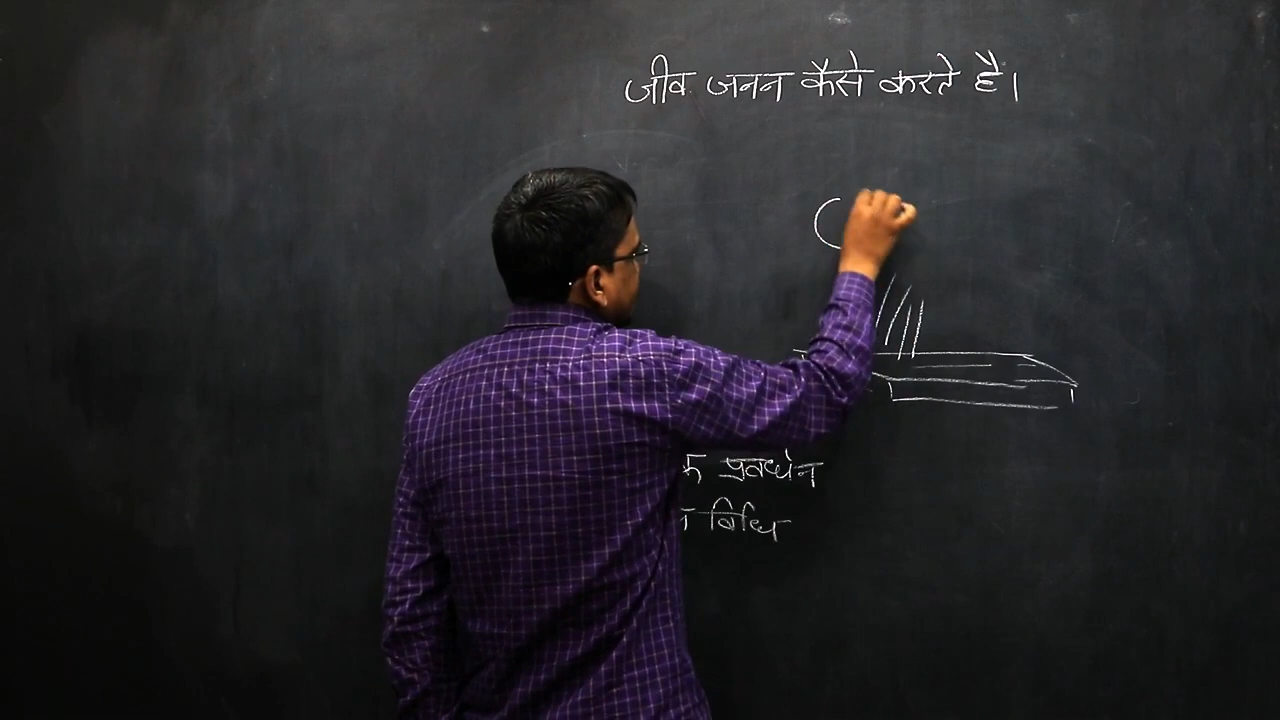 जीव जनन कैसे करते है।
क प्रवर्धन
विधि